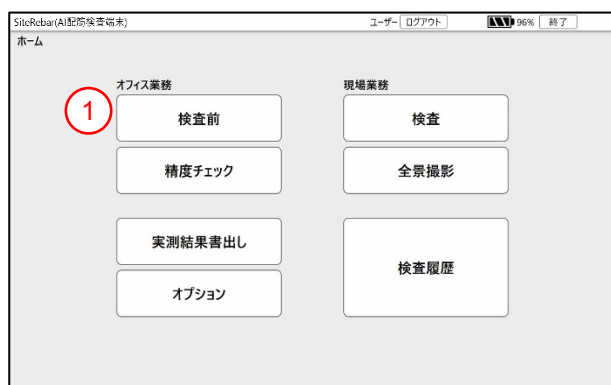 SiteRebar(AI配筋検査端末)
ユーザー ログアウト 96% 終了
ホーム
オフィス業務
① 検査前
精度チェック
実測結果書出し
オプション
現場業務
検査
全景撮影
検査履歴